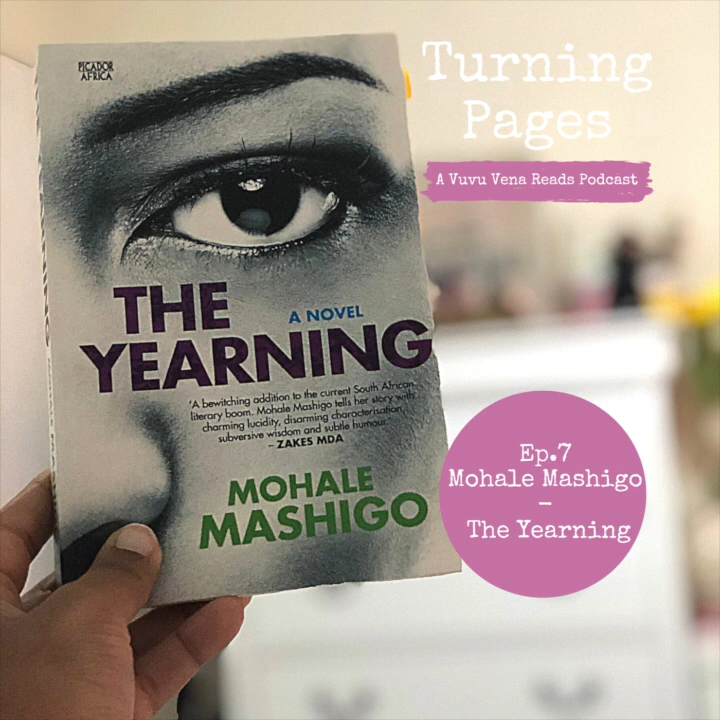 PICADOR
AFRICA
THE
A NOVEL
YEARNING
'A bewitching addition to the current South African
literary boom. Mohale Mashigo tells her story with
charming lucidity, disarming characterisation,
subversive wisdom and subtle humour.'
– ZAKES MDA
MOHALE
MASHIGO
Turning
Pages
A Vuvu Vena Reads Podcast
Ep.7
Mohale Mashigo
–
The Yearning